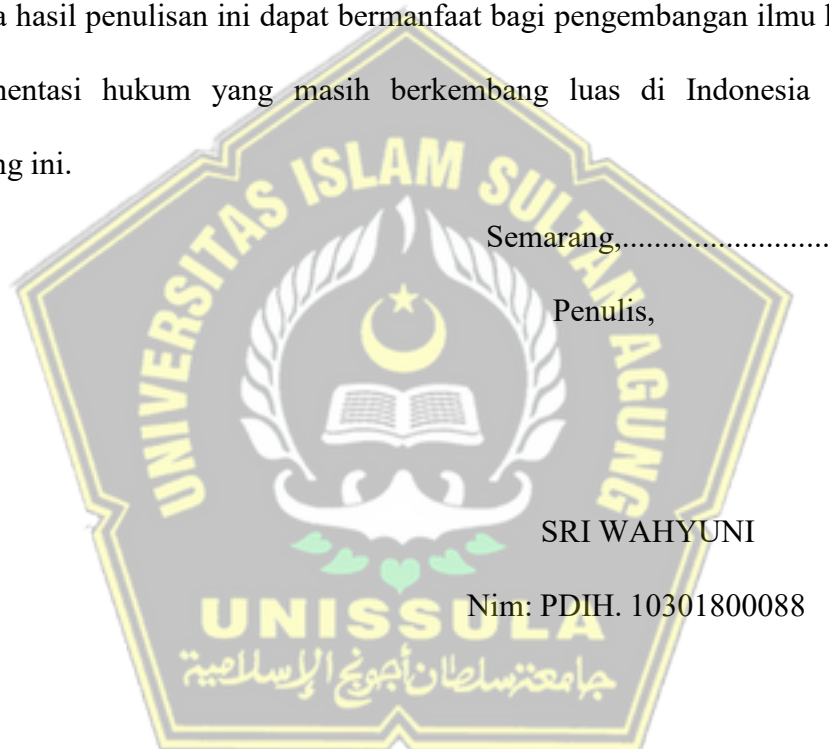 a hasil penulisan ini dapat bermanfaat bagi pengembangan ilmu
nentasi hukum yang masih berkembang luas di Indonesia
ng ini.
Semarang,...........................
Penulis,
SRI WAHYUNI
Nim: PDIH. 10301800088
UNIVERSITAS ISLAM SULTAN AGUNG
UNISSULA
جامعة سلطان أجونج الإسلامية